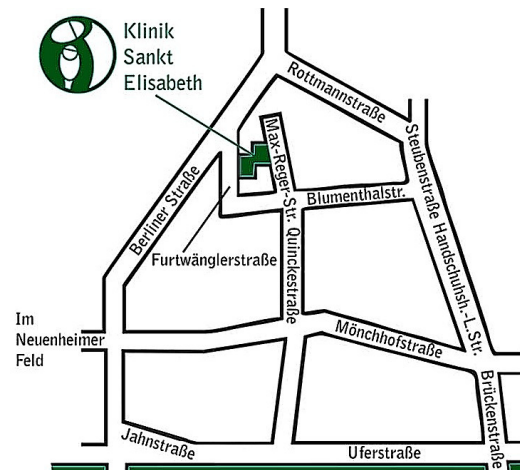 Klinik
Sankt
Elisabeth
Rottmannstraße
Max-Reger-Str.
Steubenstraße
Berliner Straße
Blumenthalstr.
Furtwänglerstraße
Quinckestraße
Handschuhsh.-L.Str.
Im
Neuenheimer
Feld
Mönchhofstraße
Brückenstraße
Jahnstraße
Uferstraße